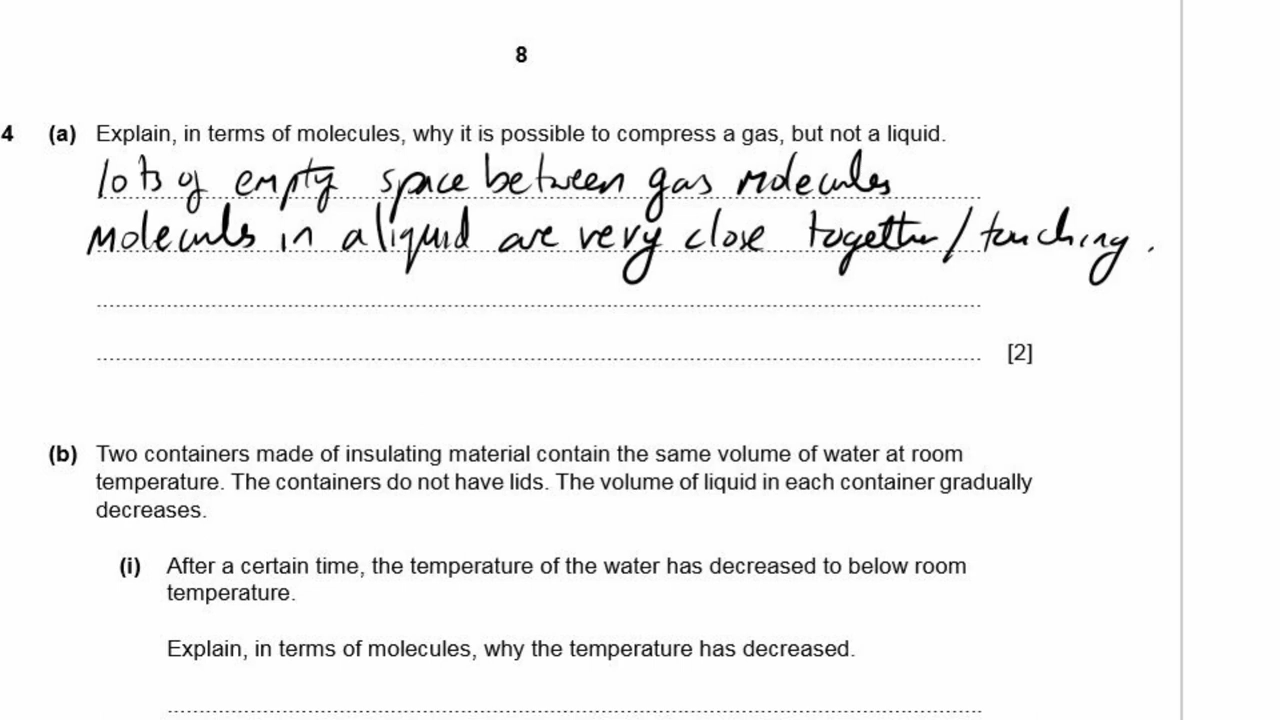 8
4 (a) Explain, in terms of molecules, why it is possible to compress a gas, but not a liquid.
lots of empty space between gas molecules
Molecules in a liquid are very close together/touching.
[2]
(b) Two containers made of insulating material contain the same volume of water at room
temperature. The containers do not have lids. The volume of liquid in each container gradually
decreases.
(i) After a certain time, the temperature of the water has decreased to below room
temperature.
Explain, in terms of molecules, why the temperature has decreased.